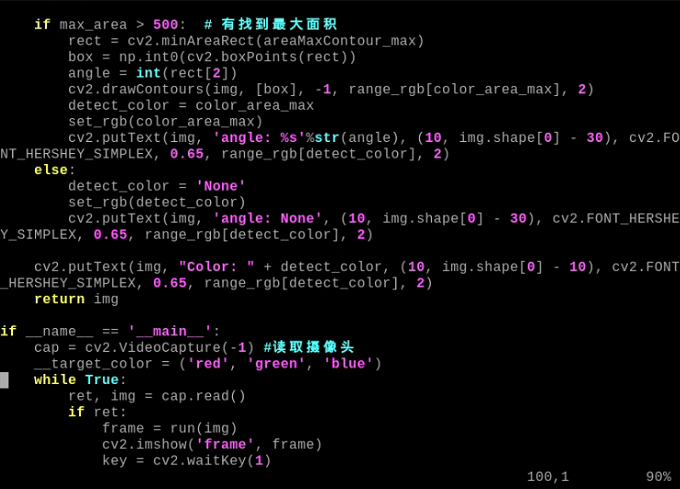 if max_area > 500:  # 有找到最大面积
        rect = cv2.minAreaRect(areaMaxContour_max)
        box = np.int0(cv2.boxPoints(rect))
        angle = int(rect[2])
        cv2.drawContours(img, [box], -1, range_rgb[color_area_max], 2)
        detect_color = color_area_max
        set_rgb(color_area_max)
        cv2.putText(img, 'angle: %s'%str(angle), (10, img.shape[0] - 30), cv2.FO
NT_HERSHEY_SIMPLEX, 0.65, range_rgb[detect_color], 2)
    else:
        detect_color = 'None'
        set_rgb(detect_color)
        cv2.putText(img, 'angle: None', (10, img.shape[0] - 30), cv2.FONT_HERSHE
Y_SIMPLEX, 0.65, range_rgb[detect_color], 2)
    cv2.putText(img, "Color: " + detect_color, (10, img.shape[0] - 10), cv2.FONT
_HERSHEY_SIMPLEX, 0.65, range_rgb[detect_color], 2)
    return img
if __name__ == '__main__':
    cap = cv2.VideoCapture(-1) #读取摄像头
    __target_color = ('red', 'green', 'blue')
    while True:
        ret, img = cap.read()
        if ret:
            frame = run(img)
            cv2.imshow('frame', frame)
            key = cv2.waitKey(1)
100,1         90%